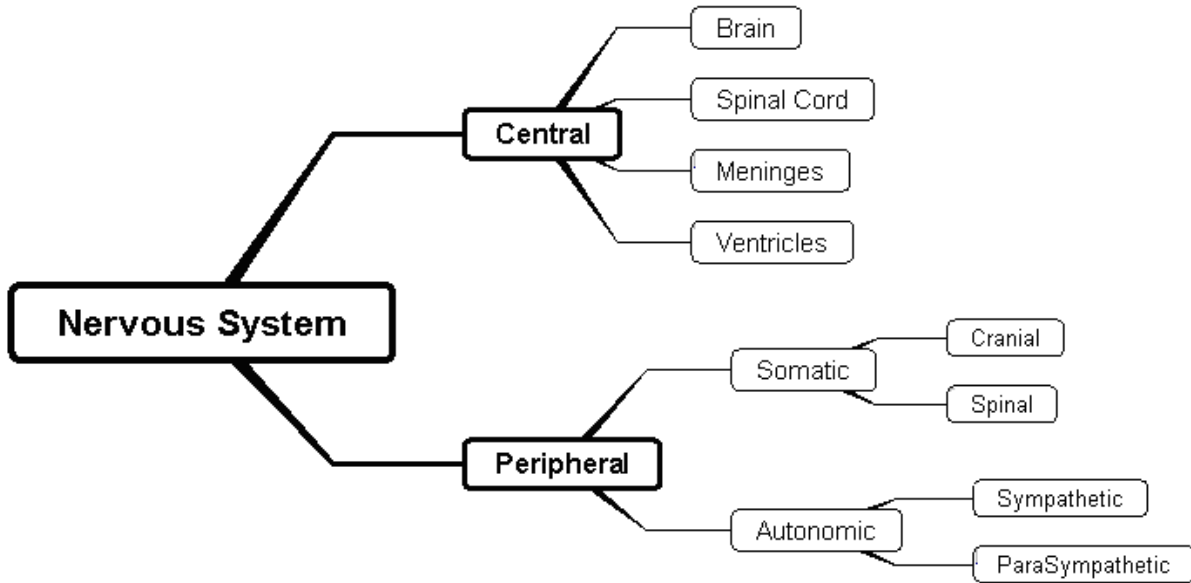 Brain
Spinal Cord
Central
Meninges
Ventricles
Nervous System
Cranial
Somatic
Spinal
Peripheral
Sympathetic
Autonomic
ParaSympathetic